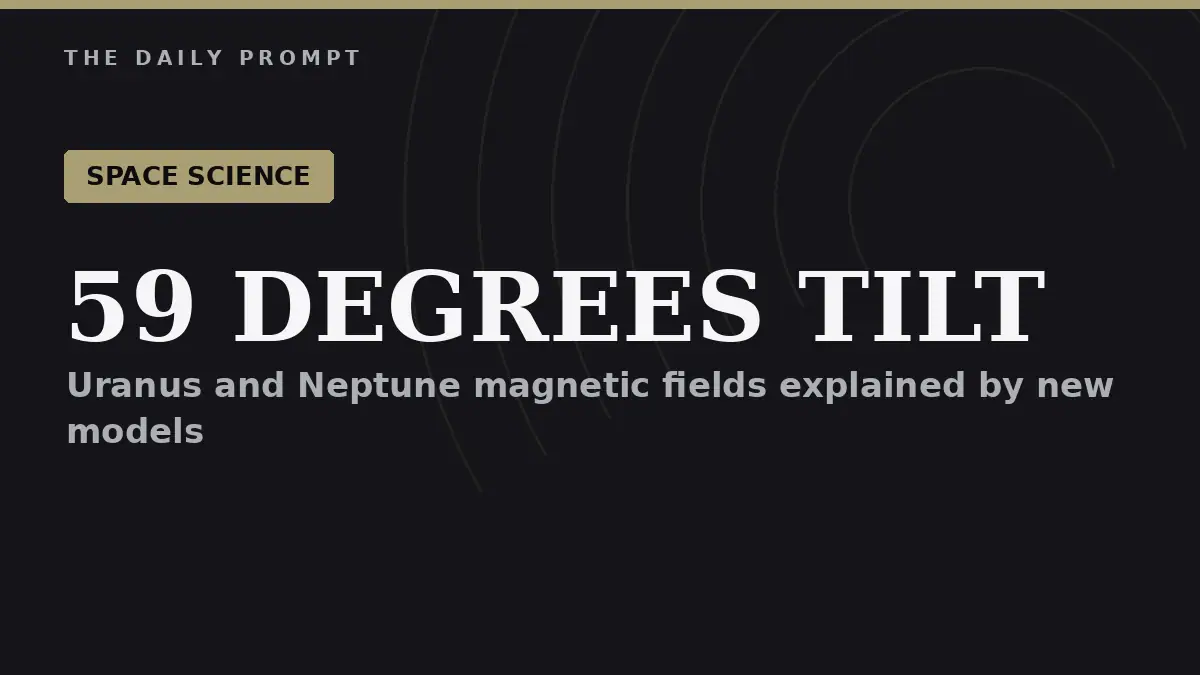 THE DAILY PROMPT
SPACE SCIENCE
59 DEGREES TILT
Uranus and Neptune magnetic fields explained by new
models